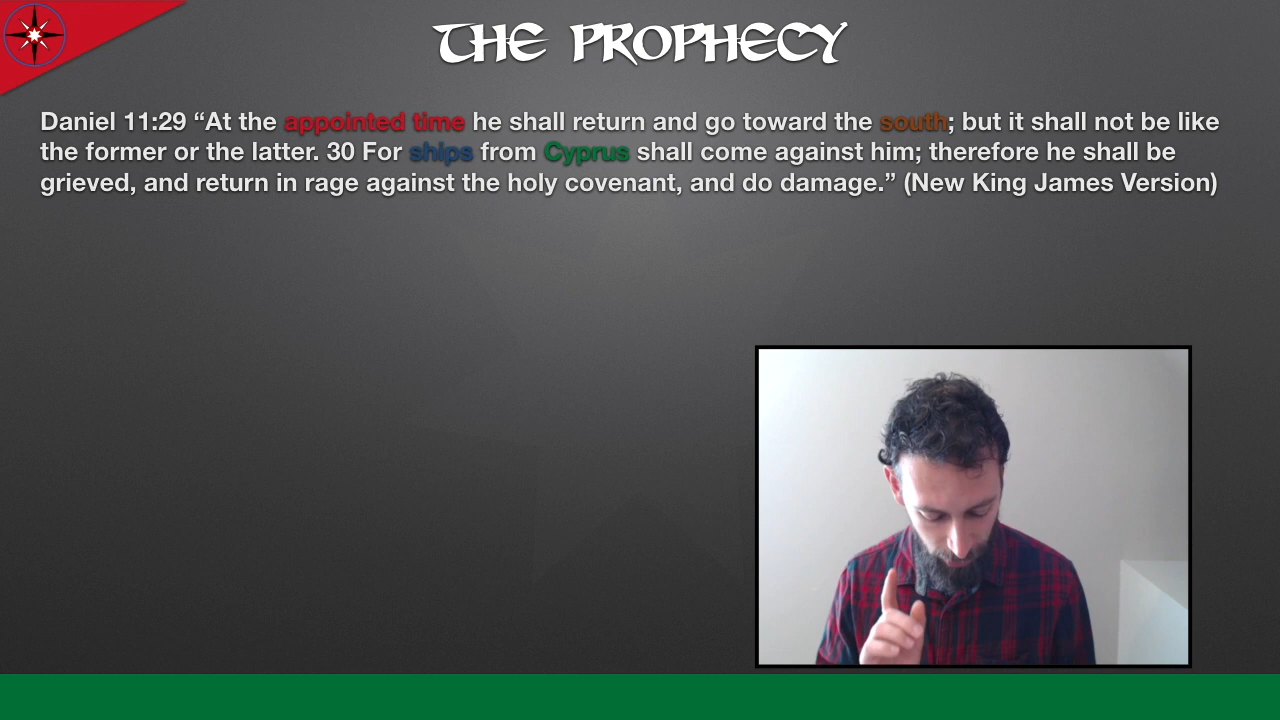 THE PROPHECY
Daniel 11:29 “At the appointed time he shall return and go toward the south; but it shall not be like
the former or the latter. 30 For ships from Cyprus shall come against him; therefore he shall be
grieved, and return in rage against the holy covenant, and do damage.” (New King James Version)